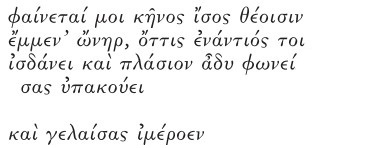 φαίνεταί μοι κῆνος ἴσος θέοισιν
ἔμμεν’ ὤνηρ, ὄττις ἐνάντιός τοι
ἰσδάνει καὶ πλάσιον ἆδυ φωνεί
σας ὐπακούει
καὶ γελαίσας ἰμέροεν